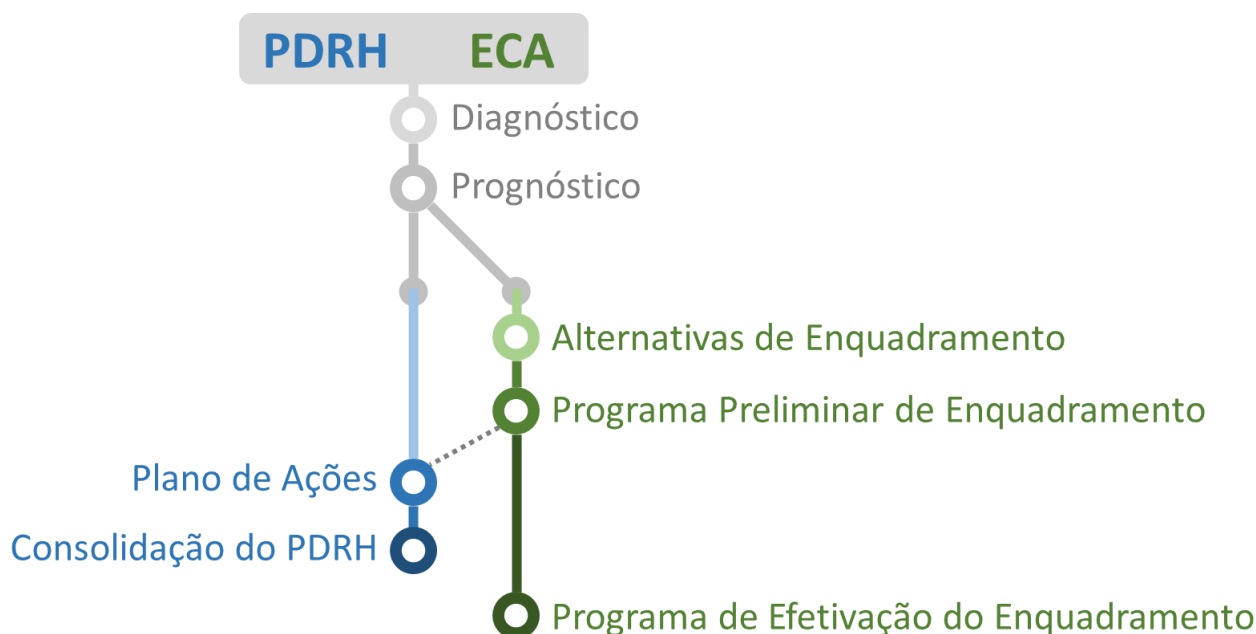 PDRH ECA
Diagnóstico
Prognóstico
Alternativas de Enquadramento
Programa Preliminar de Enquadramento
Plano de Ações
Consolidação do PDRH
Programa de Efetivação do Enquadramento